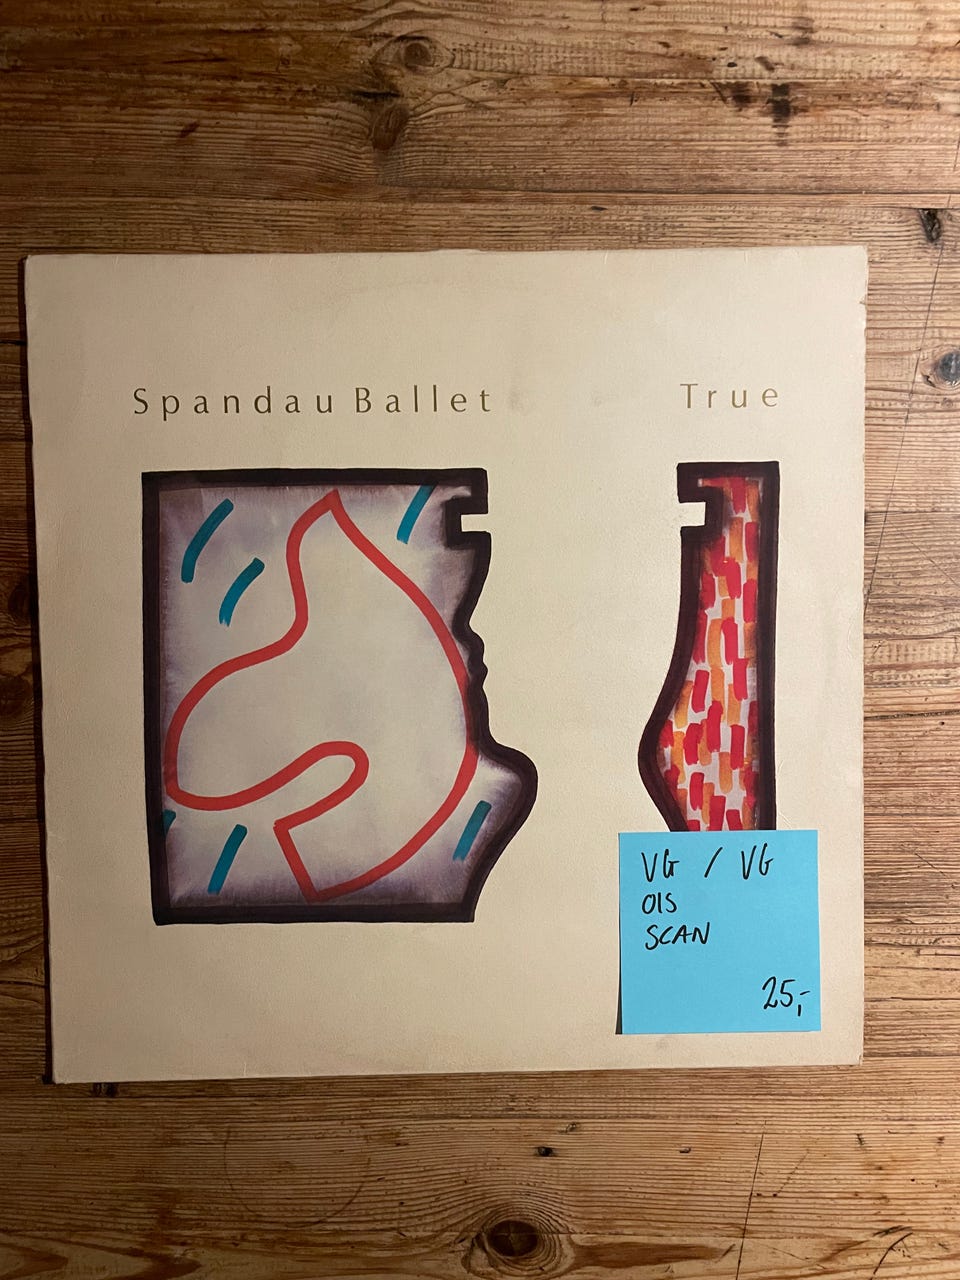 Spandau Ballet True
VG / VG
OIS
SCAN
25,-